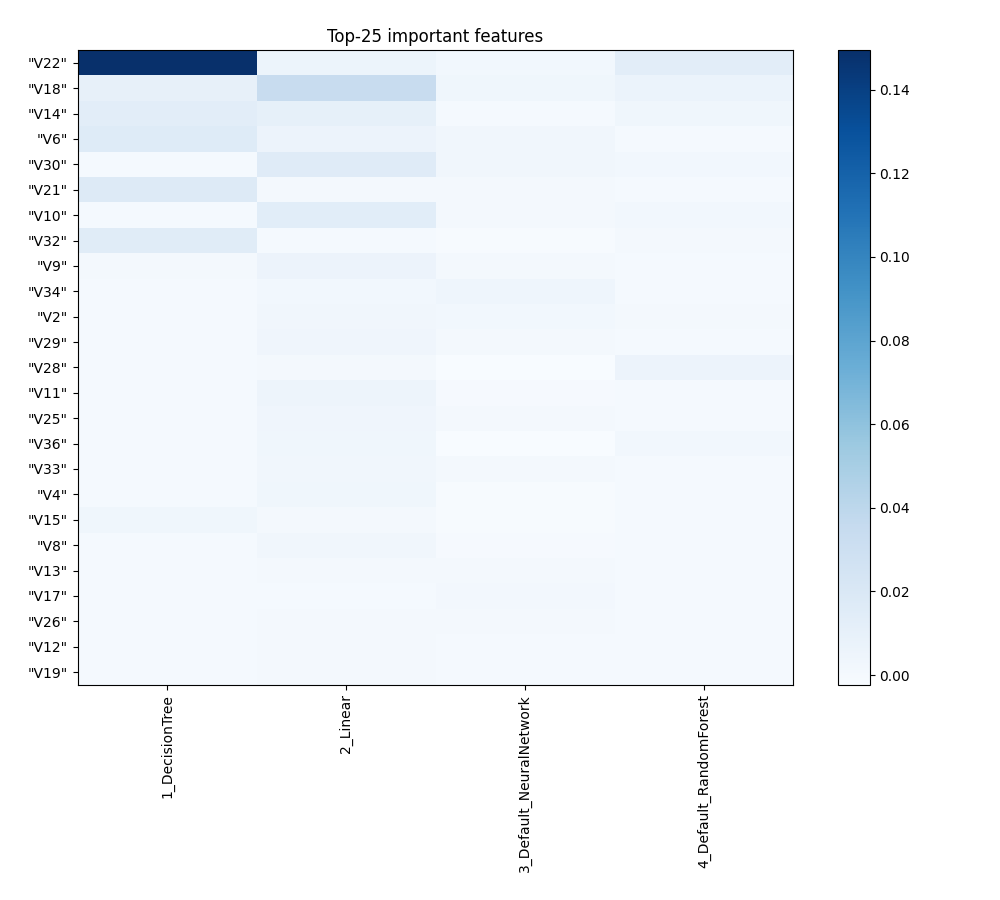 Top-25 important features
"V22"
"V18"
"V14"
"V6"
"V30"
"V21"
"V10"
"V32"
"V9"
"V34"
"V2"
"V29"
"V28"
"V11"
"V25"
"V36"
"V33"
"V4"
"V15"
"V8"
"V13"
"V17"
"V26"
"V12"
"V19"
1_DecisionTree
2_Linear
3_Default_NeuralNetwork
4_Default_RandomForest
0.14
0.12
0.10
0.08
0.06
0.04
0.02
0.00